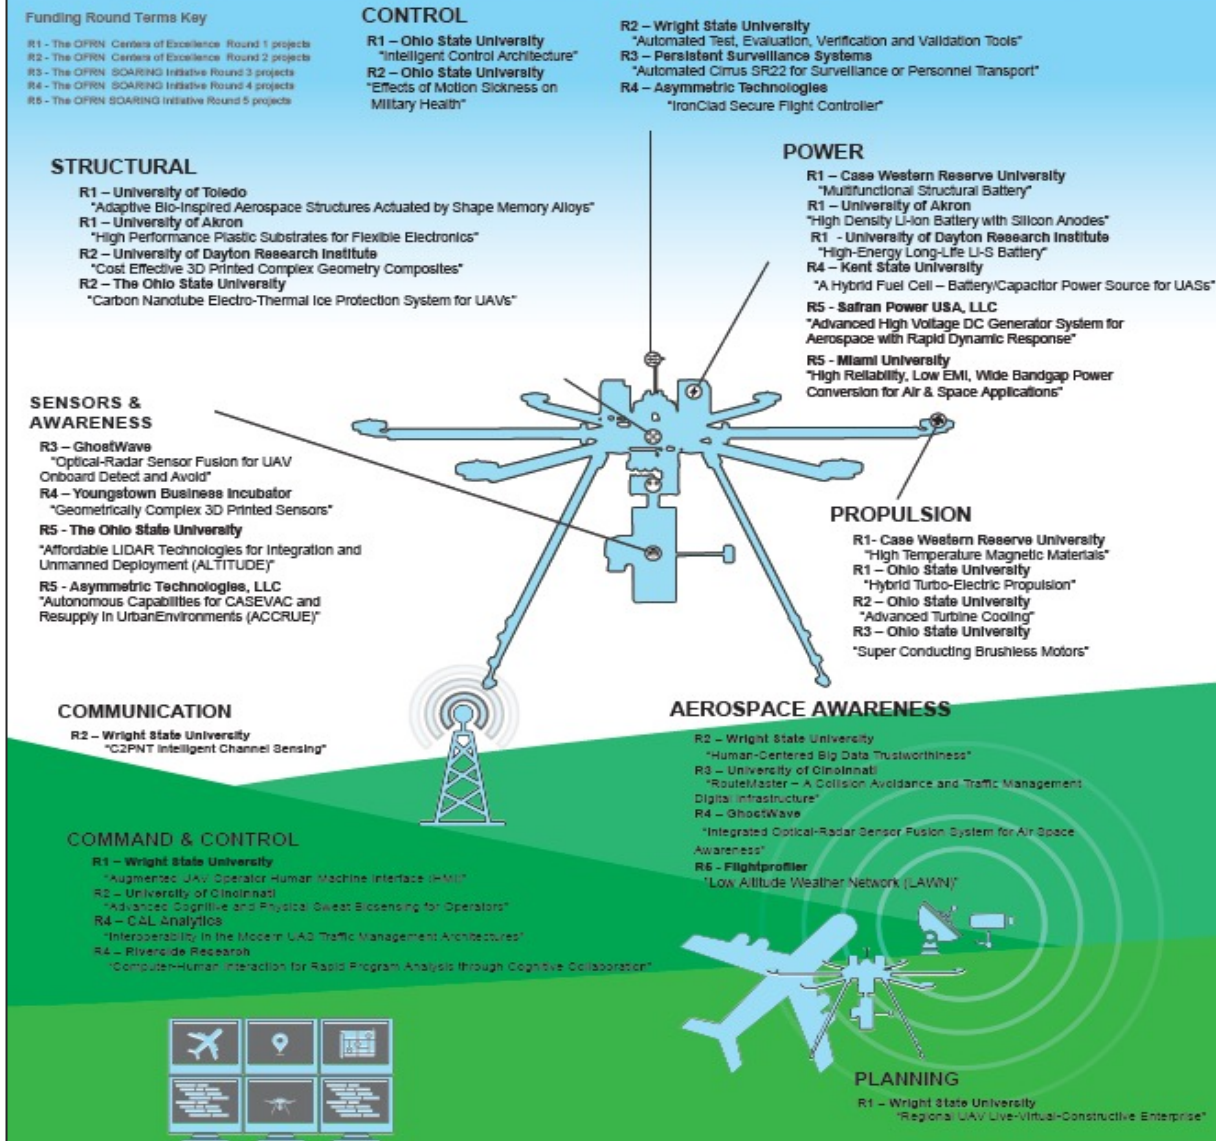 Funding Round Terms Key
R1 - The OFRN Centers of Excellence Round 1 projects
R2 - The OFRN Centers of Excellence Round 2 projects
R3 - The OFRN SOARING Initiative Round 3 projects
R4 - The OFRN SOARING Initiative Round 4 projects
R5 - The OFRN SOARING Initiative Round 5 projects
CONTROL
R1 – Ohio State University
"Intelligent Control Architecture"
R2 – Ohio State University
"Effects of Motion Sickness on
Military Health"
R2 – Wright State University
"Automated Test, Evaluation, Verification and Validation Tools"
R3 – Persistent Surveillance Systems
"Automated Cirrus SR22 for Surveillance or Personnel Transport"
R4 – Asymmetric Technologies
"IronClad Secure Flight Controller"
STRUCTURAL
R1 – University of Toledo
"Adaptive Bio-Inspired Aerospace Structures Actuated by Shape Memory Alloys"
R1 – University of Akron
"High Performance Plastic Substrates for Flexible Electronics"
R2 – University of Dayton Research Institute
"Cost Effective 3D Printed Complex Geometry Composites"
R2 – The Ohio State University
"Carbon Nanotube Electro-Thermal Ice Protection System for UAVs"
POWER
R1 – Case Western Reserve University
"Multifunctional Structural Battery"
R1 – University of Akron
"High Density Li-Ion Battery with Silicon Anodes"
R1 - University of Dayton Research Institute
"High-Energy Long-Life Li-S Battery"
R4 – Kent State University
"A Hybrid Fuel Cell – Battery/Capacitor Power Source for UASs"
R5 - Safran Power USA, LLC
"Advanced High Voltage DC Generator System for
Aerospace with Rapid Dynamic Response"
R5 - Miami University
"High Reliability, Low EMI, Wide Bandgap Power
Conversion for Air & Space Applications"
SENSORS &
AWARENESS
R3 – GhostWave
"Optical-Radar Sensor Fusion for UAV
Onboard Detect and Avoid"
R4 – Youngstown Business Incubator
"Geometrically Complex 3D Printed Sensors"
R5 - The Ohio State University
"Affordable LIDAR Technologies for Integration and
Unmanned Deployment (ALTITUDE)"
R5 - Asymmetric Technologies, LLC
"Autonomous Capabilities for CASEVAC and
Resupply in UrbanEnvironments (ACCRUE)"
PROPULSION
R1- Case Western Reserve University
"High Temperature Magnetic Materials"
R1 – Ohio State University
"Hybrid Turbo-Electric Propulsion"
R2 – Ohio State University
"Advanced Turbine Cooling"
R3 – Ohio State University
"Super Conducting Brushless Motors"
COMMUNICATION
R2 – Wright State University
"C2PNT Intelligent Channel Sensing"
AEROSPACE AWARENESS
R2 – Wright State University
"Human-Centered Big Data Trustworthiness"
R3 – University of Cincinnati
"RouteMaster – A Collision Avoidance and Traffic Management
Digital Infrastructure"
R4 – GhostWave
"Integrated Optical-Radar Sensor Fusion System for Air Space
Awareness"
R5 - Flightprofiler
"Low Altitude Weather Network (LAWN)"
COMMAND & CONTROL
R1 – Wright State University
"Augmented UAV Operator Human Machine Interface (HMI)"
R2 – University of Cincinnati
"Advanced Cognitive and Physical Sweat Biosensing for Operators"
R4 – CAL Analytics
"Interoperability in the Modern UAS Traffic Management Architectures"
R4 – Riverside Research
"Computer-Human Interaction for Rapid Program Analysis through Cognitive Collaboration"
PLANNING
R1 – Wright State University
"Regional UAV Live-Virtual-Constructive Enterprise"